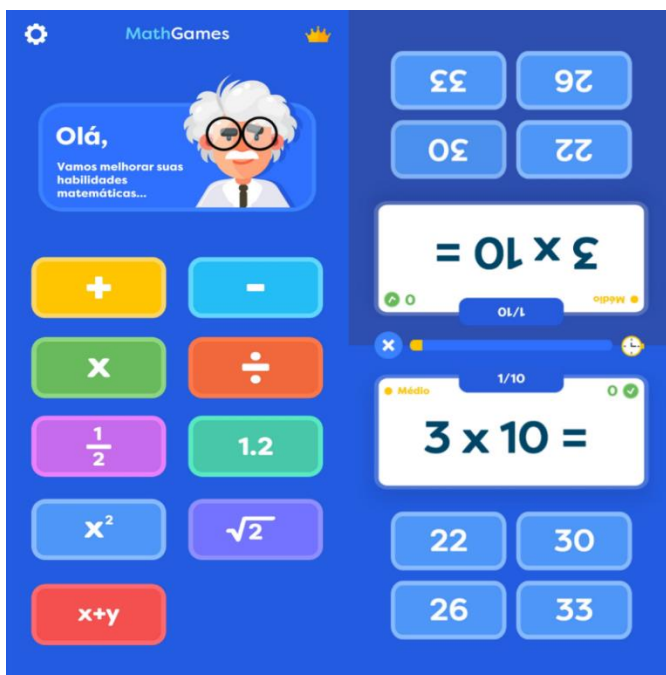 MathGames
Olá,
Vamos melhorar suas
habilidades
matemáticas...
+ -
x ÷
1/2 1.2
x² √2
x+y
33 26
30 22
3 x 10 =
0 Médio
1/10
1/10
Médio 0
3 x 10 =
22 30
26 33